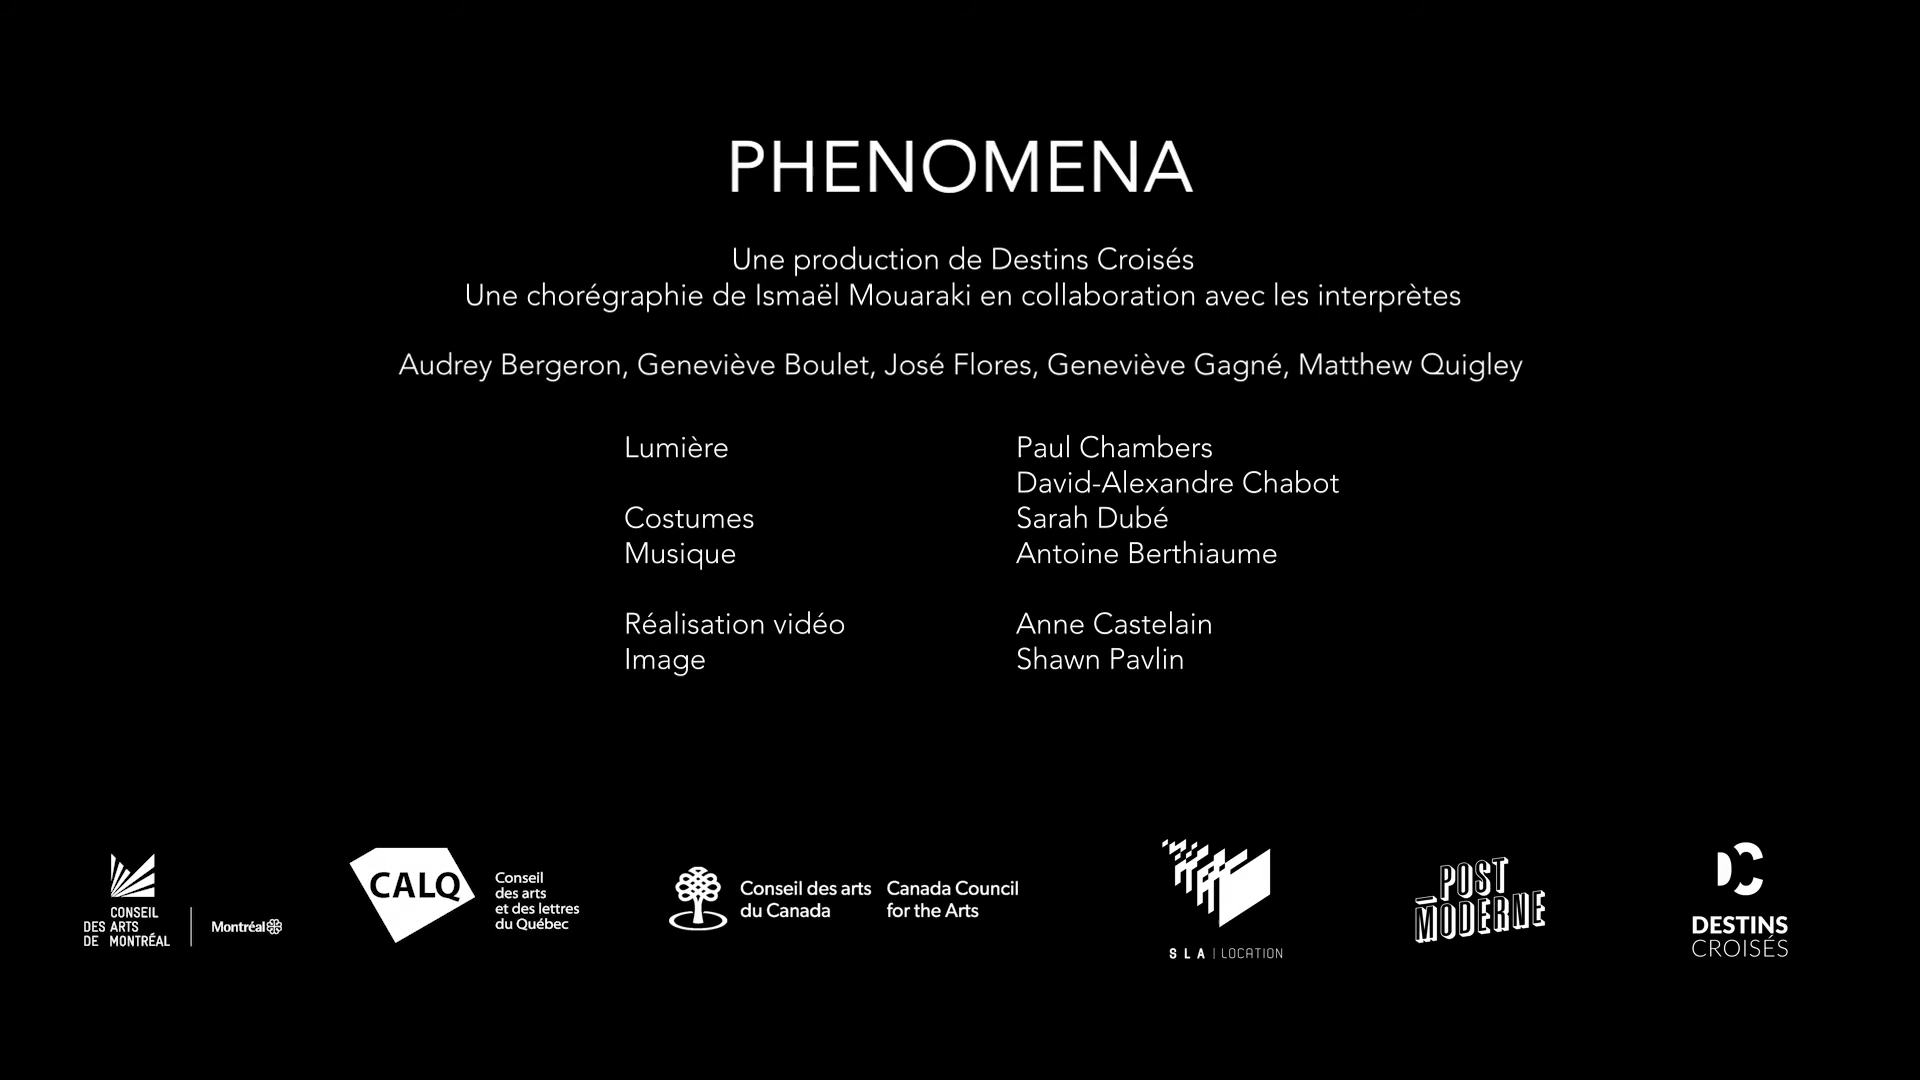 PHENOMENA
Une production de Destins Croisés
Une chorégraphie de Ismaël Mouaraki en collaboration avec les interprètes
Audrey Bergeron, Geneviève Boulet, José Flores, Geneviève Gagné, Matthew Quigley
Lumière Paul Chambers
David-Alexandre Chabot
Costumes Sarah Dubé
Musique Antoine Berthiaume
Réalisation vidéo Anne Castelain
Image Shawn Pavlin
CONSEIL
DES ARTS
DE MONTRÉAL
Montréal
CALQ
Conseil
des arts
et des lettres
du Québec
Conseil des arts
du Canada
Canada Council
for the Arts
SLA | LOCATION
POST
MODERNE
DC
DESTINS
CROISÉS